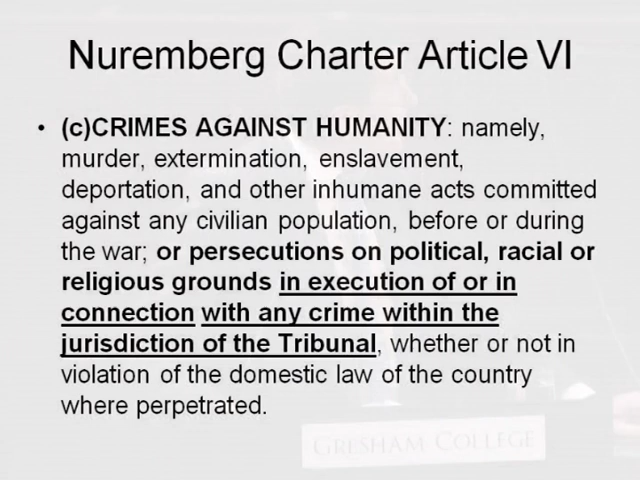 Nuremberg Charter Article VI
• (c)CRIMES AGAINST HUMANITY: namely,
murder, extermination, enslavement,
deportation, and other inhumane acts committed
against any civilian population, before or during
the war; or persecutions on political, racial or
religious grounds in execution of or in
connection with any crime within the
jurisdiction of the Tribunal, whether or not in
violation of the domestic law of the country
where perpetrated.
GRESHAM COLLEGE